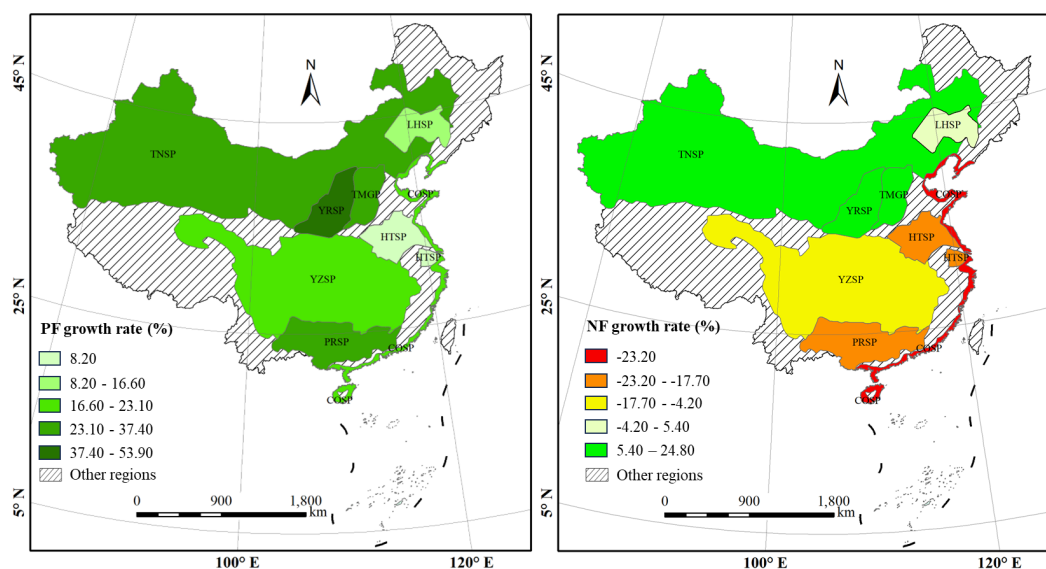 N
45° N
25° N
5° N
TNSP
LHSP
COSP
TMGP
YRSP
HTSP
HTSP
YZSP
PRSP
COSP
COSP
PF growth rate (%)
8.20
8.20 - 16.60
16.60 - 23.10
23.10 - 37.40
37.40 - 53.90
Other regions
0 900 1,800
km
100° E 120° E
N
45° N
25° N
5° N
TNSP
LHSP
COSP
TMGP
YRSP
HTSP
HTSP
YZSP
PRSP
COSP
COSP
NF growth rate (%)
-23.20
-23.20 - -17.70
-17.70 - -4.20
-4.20 - 5.40
5.40 – 24.80
Other regions
0 900 1,800
km
100° E 120° E